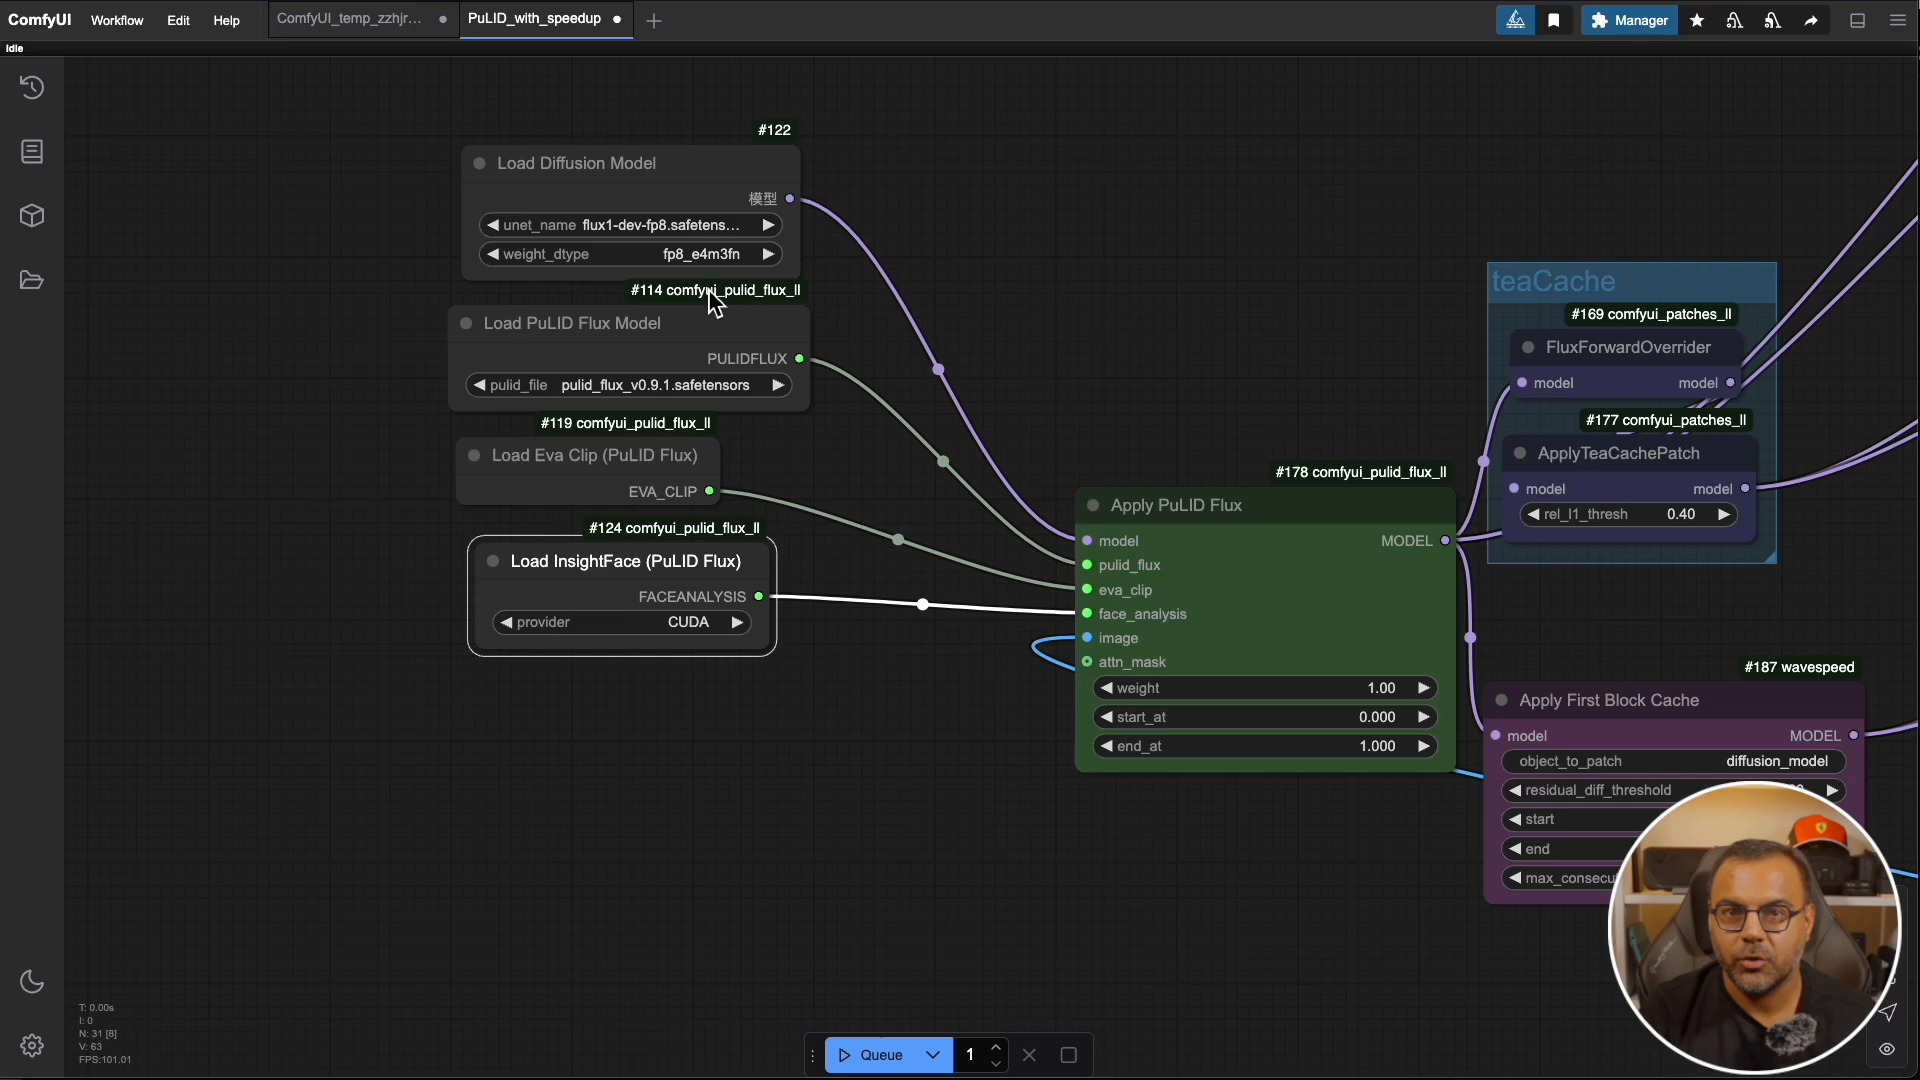 ComfyUI
Workflow
Edit
Help
ComfyUI_temp_zzhjr...
PuLID_with_speedup
Manager
Idle
#122
Load Diffusion Model
模型
unet_name flux1-dev-fp8.safetens...
weight_dtype fp8_e4m3fn
#114 comfyui_pulid_flux_ll
Load PuLID Flux Model
PULIDFLUX
pulid_file pulid_flux_v0.9.1.safetensors
#119 comfyui_pulid_flux_ll
Load Eva Clip (PuLID Flux)
EVA_CLIP
#124 comfyui_pulid_flux_ll
Load InsightFace (PuLID Flux)
FACEANALYSIS
provider CUDA
#178 comfyui_pulid_flux_ll
Apply PuLID Flux
model MODEL
pulid_flux
eva_clip
face_analysis
image
attn_mask
weight 1.00
start_at 0.000
end_at 1.000
teaCache
#169 comfyui_patches_ll
FluxForwardOverrider
model model
#177 comfyui_patches_ll
ApplyTeaCachePatch
model model
rel_l1_thresh 0.40
#187 wavespeed
Apply First Block Cache
model MODEL
object_to_patch diffusion_model
residual_diff_threshold
start
end
T: 0.00s
I: 0
N: 31 [8]
V: 63
FPS:101.01
Queue
1